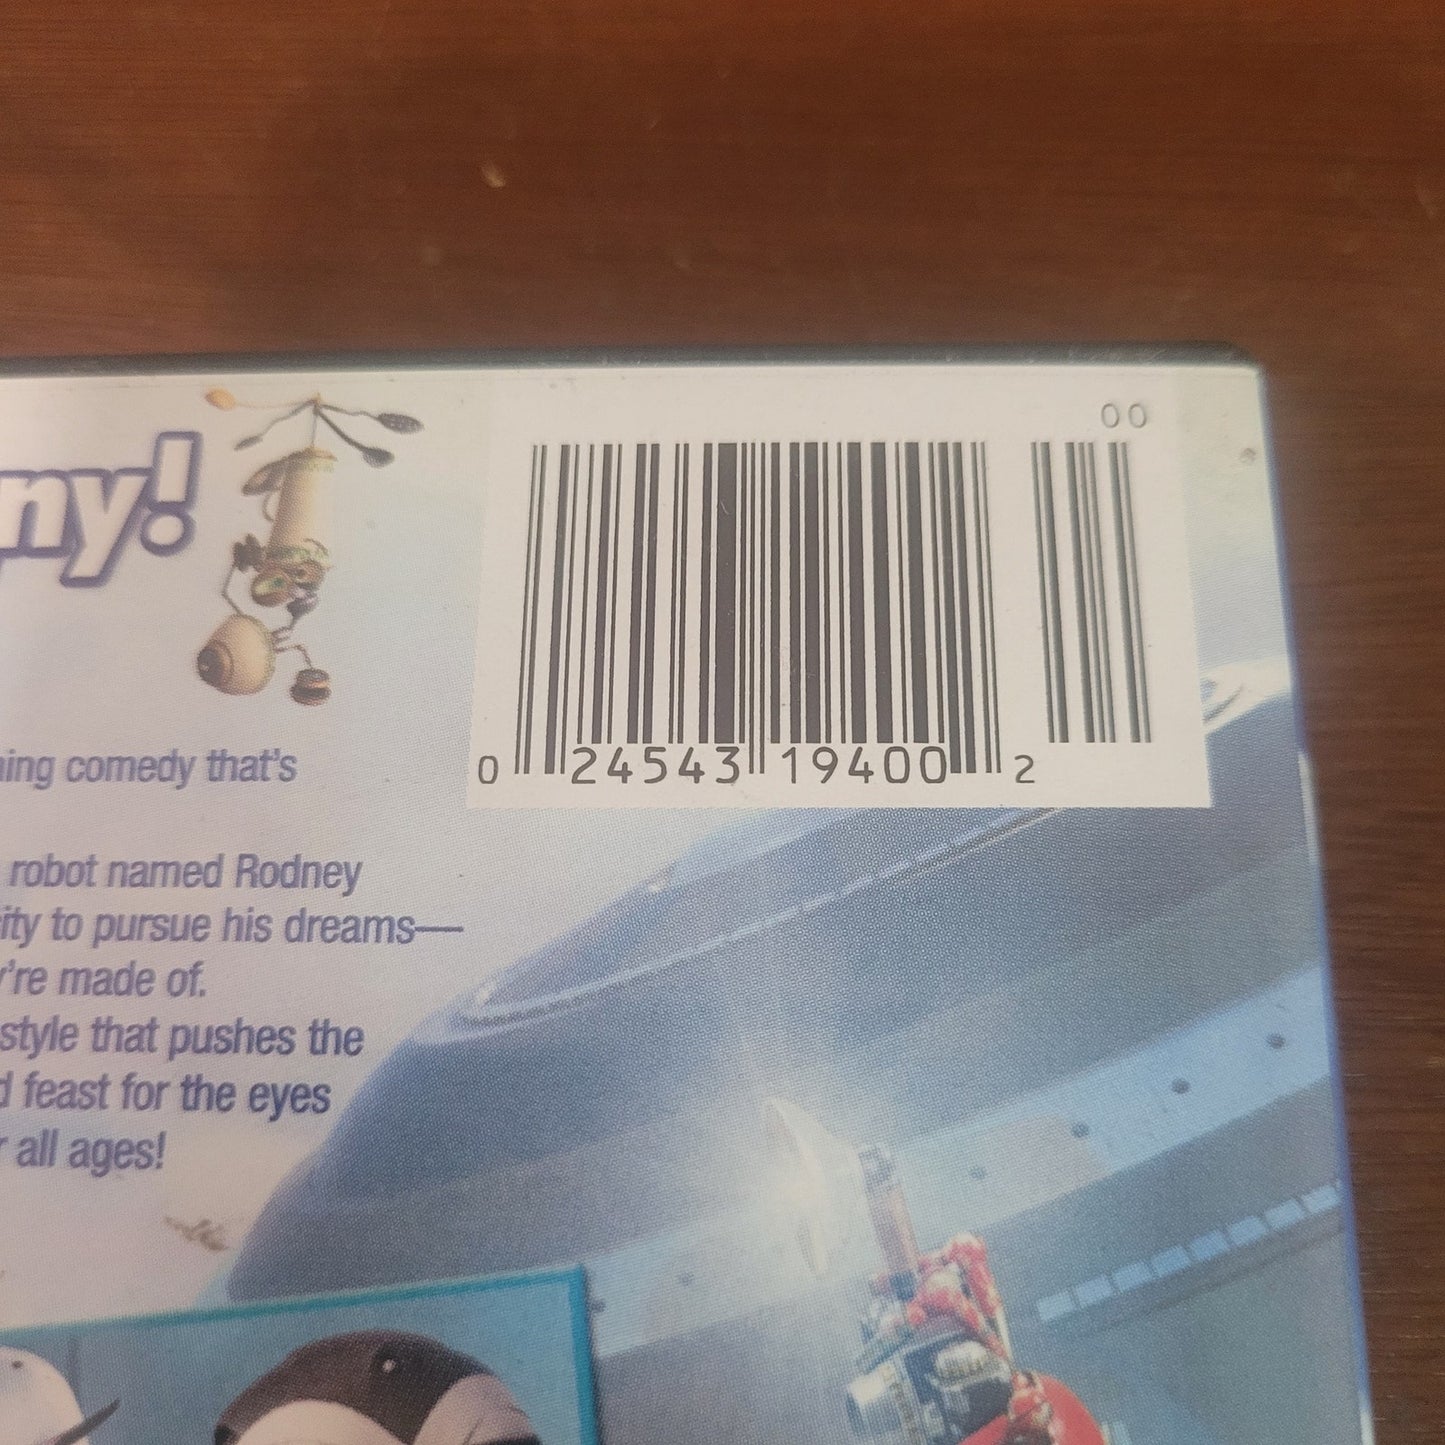 ny!
00
0 24543 19400 2
ing comedy that's
robot named Rodney
ity to pursue his dreams—
're made of.
style that pushes the
d feast for the eyes
r all ages!